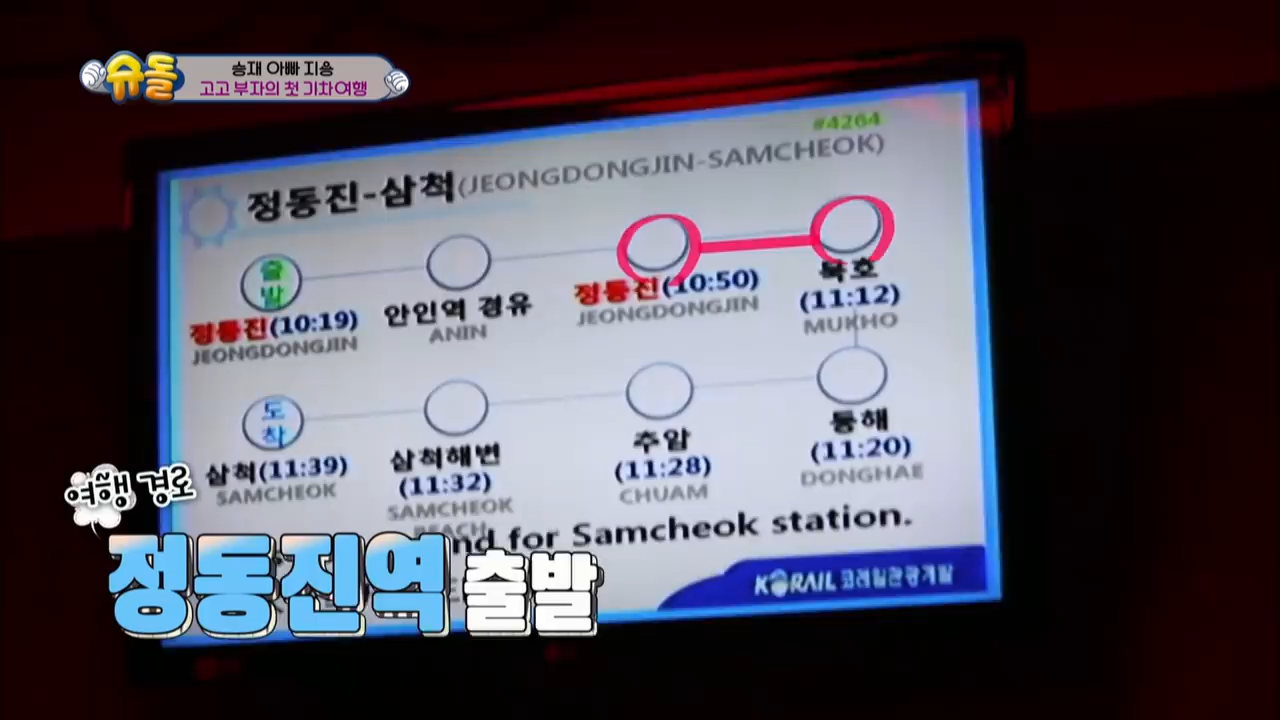 슈돌
승재 아빠 지용
고고 부자의 첫 기차여행
#4264
정동진-삼척(JEONGDONGJIN-SAMCHEOK)
출발
정동진(10:19)
JEONGDONGJIN
안인역 경유
ANIN
정동진(10:50)
JEONGDONGJIN
묵호
(11:12)
MUKHO
도착
삼척(11:39)
SAMCHEOK
삼척해변
(11:32)
SAMCHEOK
BEACH
추암
(11:28)
CHUAM
동해
(11:20)
DONGHAE
for Samcheok station.
KORAIL 코레일관광개발
여행 경로
정동진역 출발